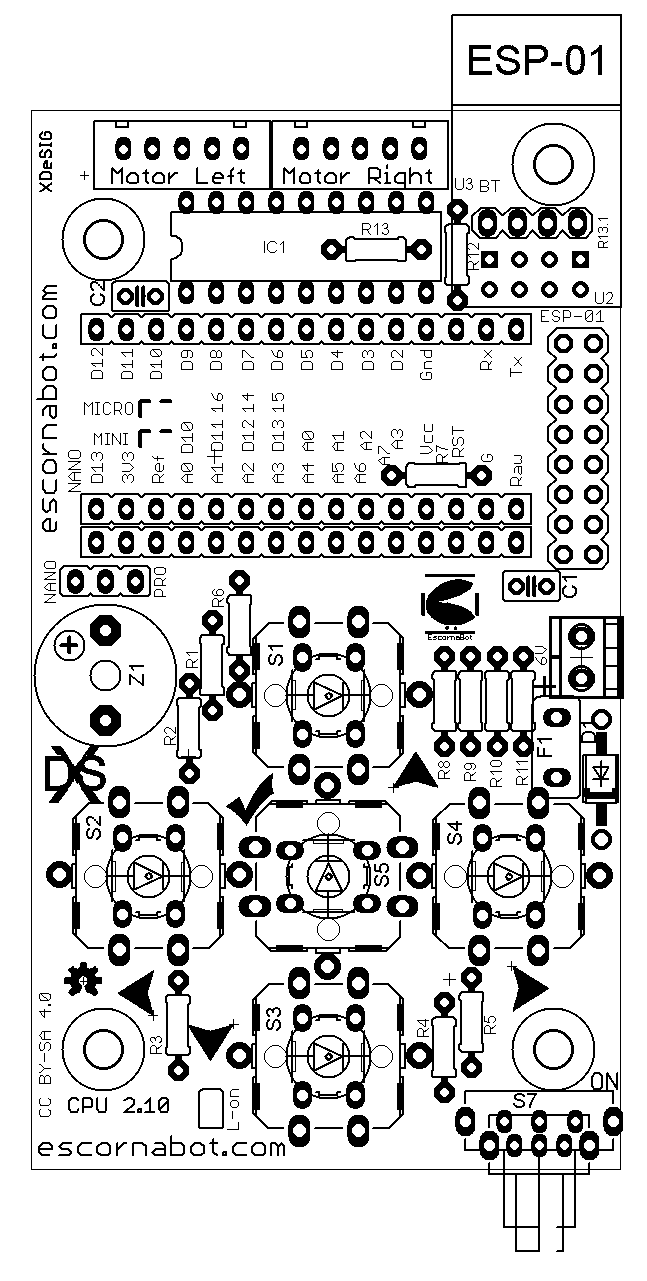 ESP-01
XDeSIG
+
Motor Left
Motor Right
U3 BT
R13
IC1
R12
R13.1
C2
U2
ESP-01
D12 D11 D10 D9 D8 D7 D6 D5 D4 D3 D2 Gnd Rx Tx
escornabot.com
MICRO
D11 16
D12 14
D13 15
MINI
D10
A0
A1
A2
A3
Vcc
R7
RST
NANO
D13 3V3 Ref A0 A1 A2 A3 A4 A5 A6 A7 G Raw
NANO
PRO
C1
EscornaBot
R6
R1
S1
6V
+
Z1
R2
R8
R9
R10
R11
F1
D1
DXS
S2
S5
S4
S3
R3
R4
R5
CC BY-SA 4.0
CPU 2.10
L-on
ON
S7
escornabot.com